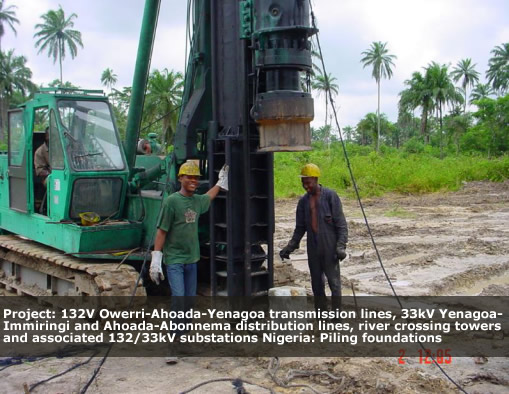 Project: 132V Owerri-Ahoada-Yenagoa transmission lines, 33kV Yenagoa-
Immiringi and Ahoada-Abonnema distribution lines, river crossing towers
and associated 132/33kV substations Nigeria: Piling foundations
2 12 05